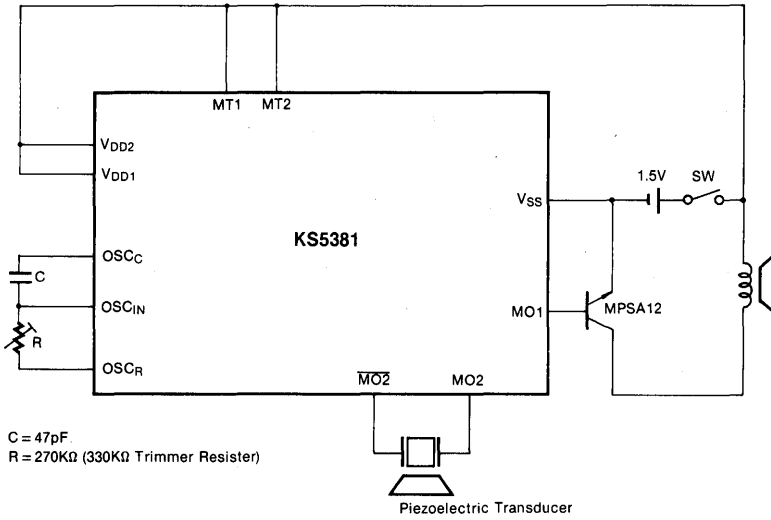 MT1 MT2
VDD2
VDD1
1.5V SW
VSS
KS5381
OSCC
C
OSCIN
MO1 MPSA12
R
OSCR
MO2 MO2
C = 47pF
R = 270KΩ (330KΩ Trimmer Resister)
Piezoelectric Transducer